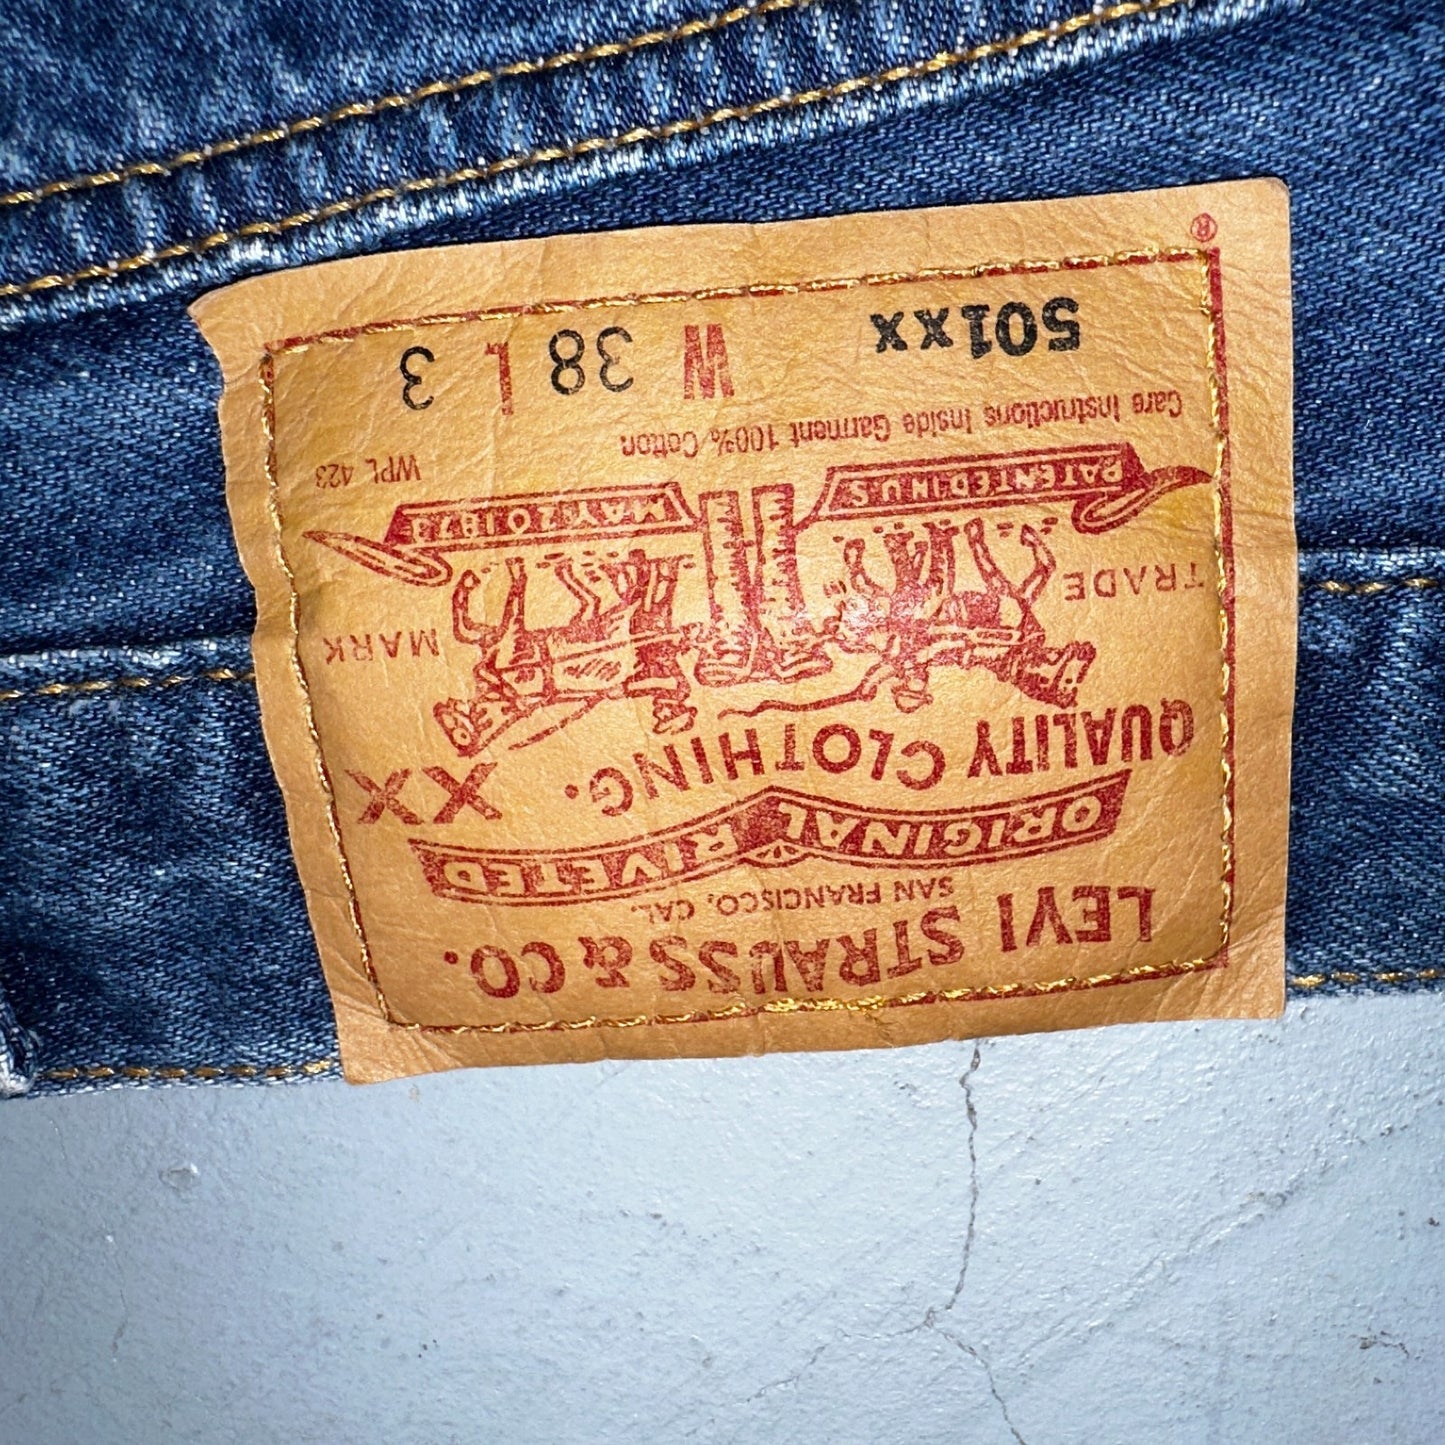 LEVI STRAUSS & CO.
SAN FRANCISCO, CAL.
ORIGINAL RIVETED
QUALITY CLOTHING.
XX
TRADE MARK
PATENTED IN U.S. MAY 20 1873
WPL 423
Care Instructions Inside Garment 100% Cotton
501xx W 38 L 3
®